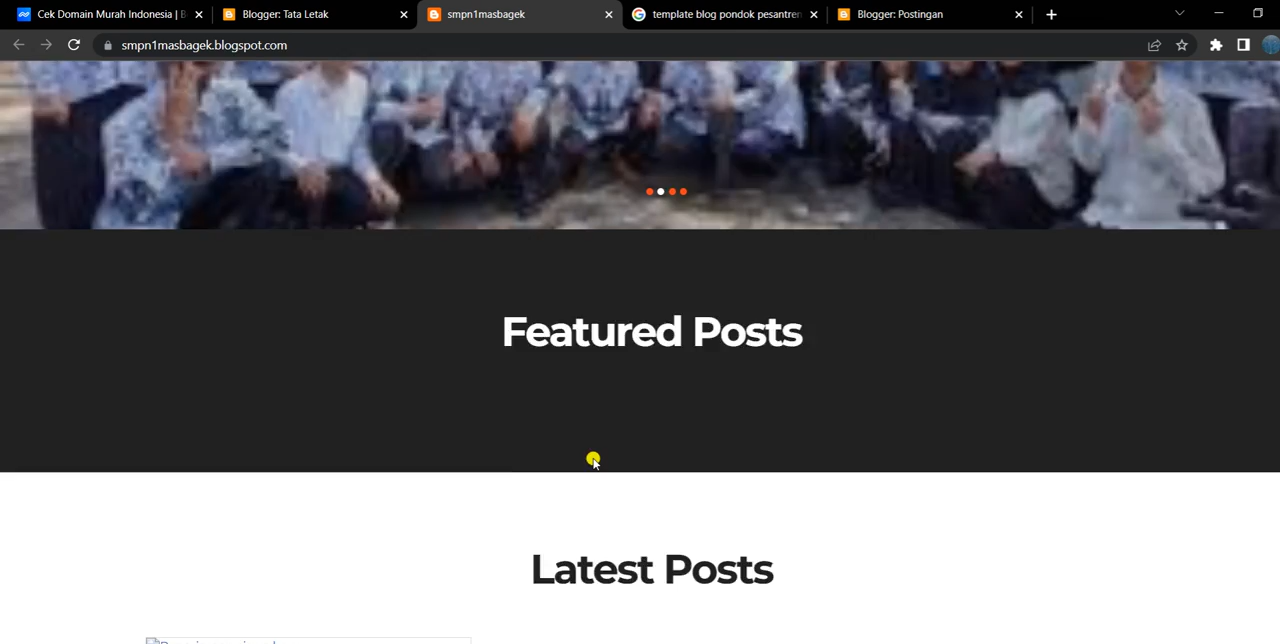 Cek Domain Murah Indonesia | B
Blogger: Tata Letak
smpn1masbagek
template blog pondok pesantren
Blogger: Postingan
smpn1masbagek.blogspot.com
Featured Posts
Latest Posts